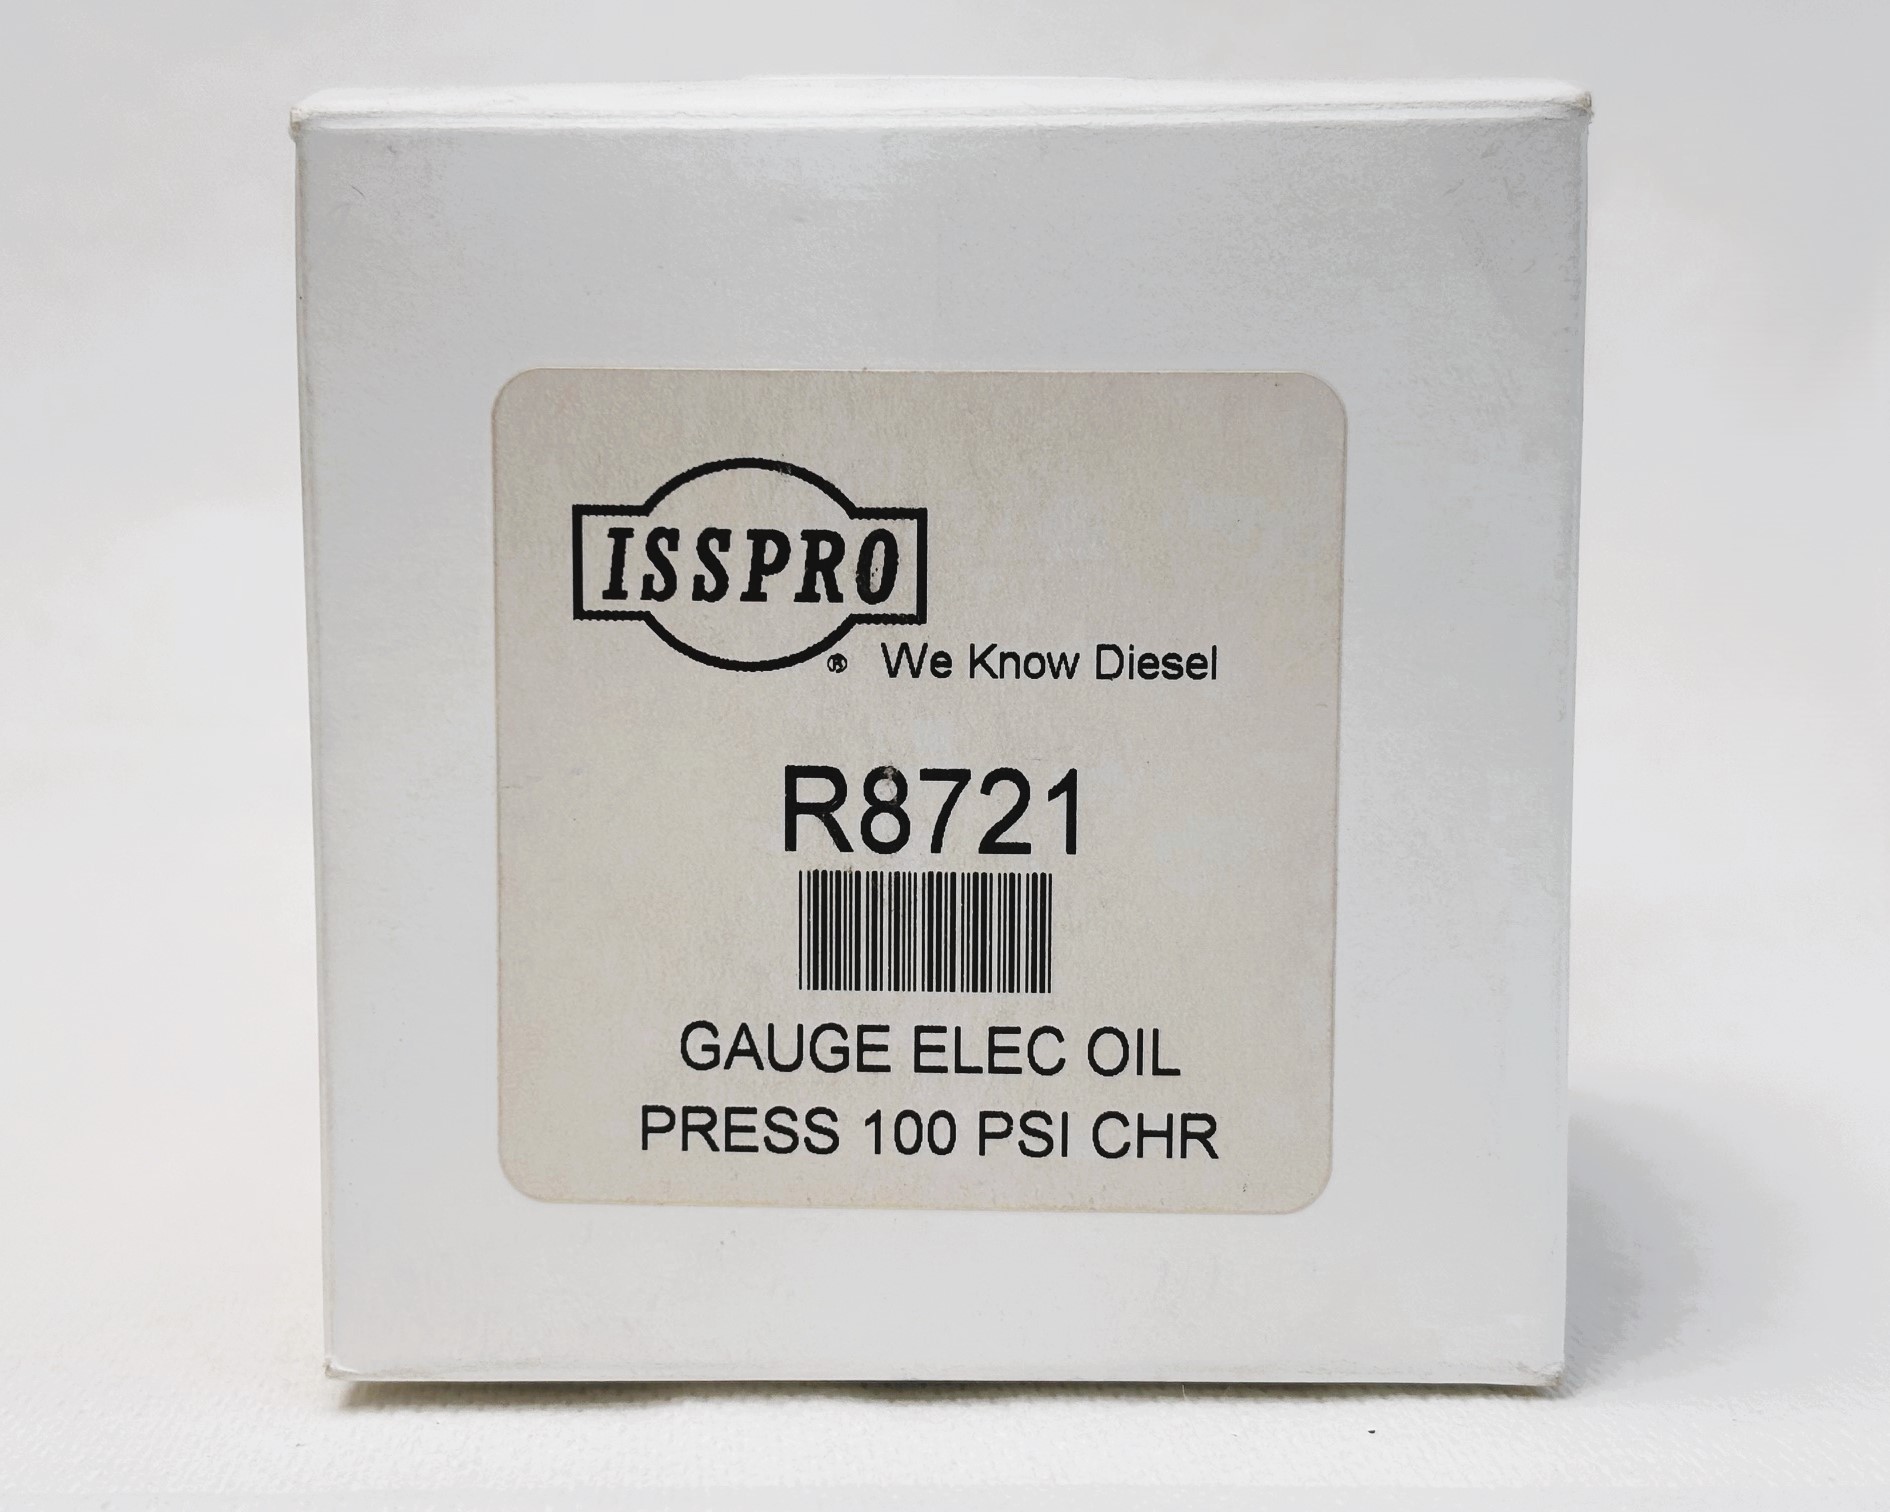 ISSPRO
® We Know Diesel
R8721
GAUGE ELEC OIL
PRESS 100 PSI CHR